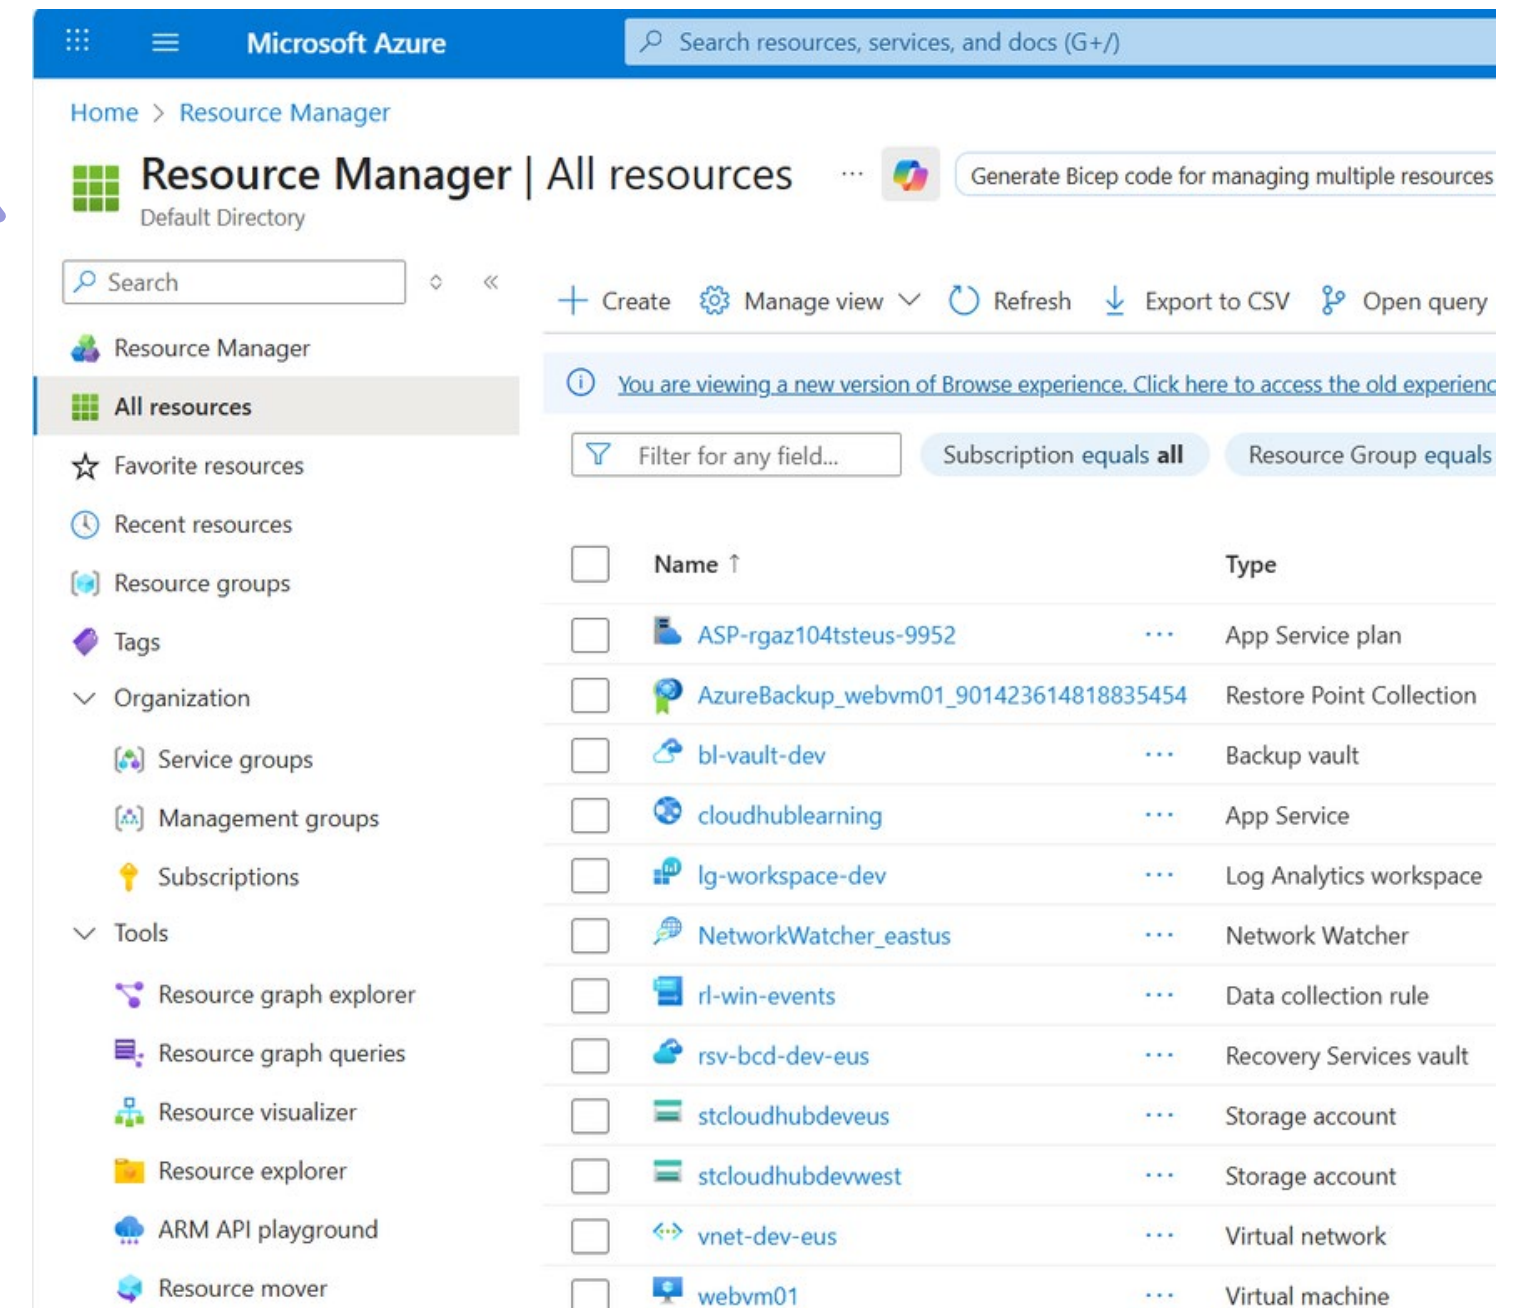 Microsoft Azure
Search resources, services, and docs (G+/)
Home > Resource Manager
Resource Manager | All resources
Generate Bicep code for managing multiple resources
Default Directory
Search
Resource Manager
All resources
Favorite resources
Recent resources
Resource groups
Tags
Organization
Service groups
Management groups
Subscriptions
Tools
Resource graph explorer
Resource graph queries
Resource visualizer
Resource explorer
ARM API playground
Resource mover
Create Manage view Refresh Export to CSV Open query
You are viewing a new version of Browse experience. Click here to access the old experienc
Filter for any field... Subscription equals all Resource Group equals
Name ↑ Type
ASP-rgaz104tsteus-9952 ... App Service plan
AzureBackup_webvm01_901423614818835454 Restore Point Collection
bl-vault-dev ... Backup vault
cloudhublearning ... App Service
lg-workspace-dev ... Log Analytics workspace
NetworkWatcher_eastus ... Network Watcher
rl-win-events ... Data collection rule
rsv-bcd-dev-eus ... Recovery Services vault
stcloudhubdeveus ... Storage account
stcloudhubdevwest ... Storage account
vnet-dev-eus ... Virtual network
webvm01 ... Virtual machine